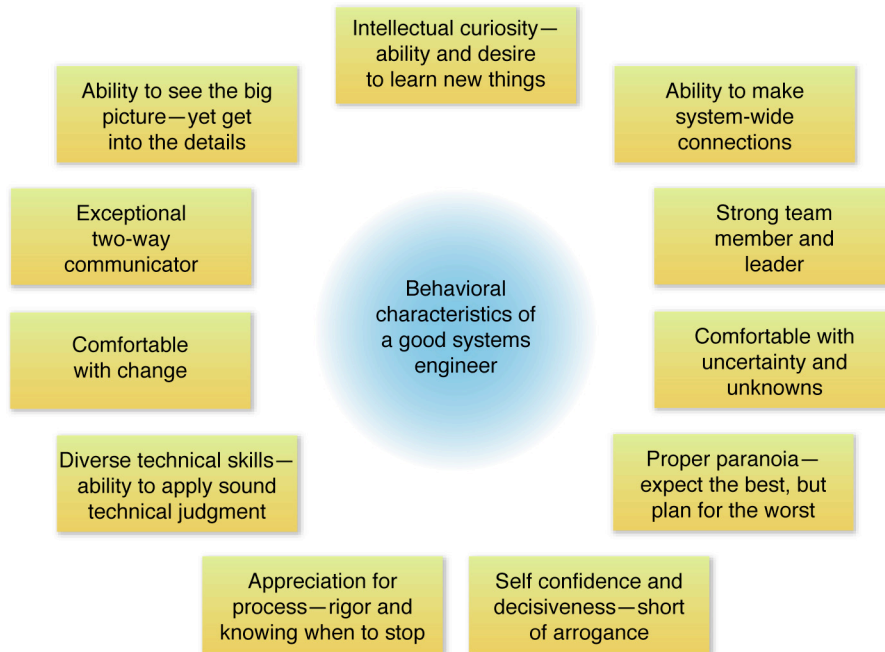 Intellectual curiosity—
ability and desire
to learn new things
Ability to see the big
picture—yet get
into the details
Ability to make
system-wide
connections
Exceptional
two-way
communicator
Strong team
member and
leader
Behavioral
characteristics of
a good systems
engineer
Comfortable
with change
Comfortable with
uncertainty and
unknowns
Diverse technical skills—
ability to apply sound
technical judgment
Proper paranoia—
expect the best, but
plan for the worst
Appreciation for
process—rigor and
knowing when to stop
Self confidence and
decisiveness—short
of arrogance